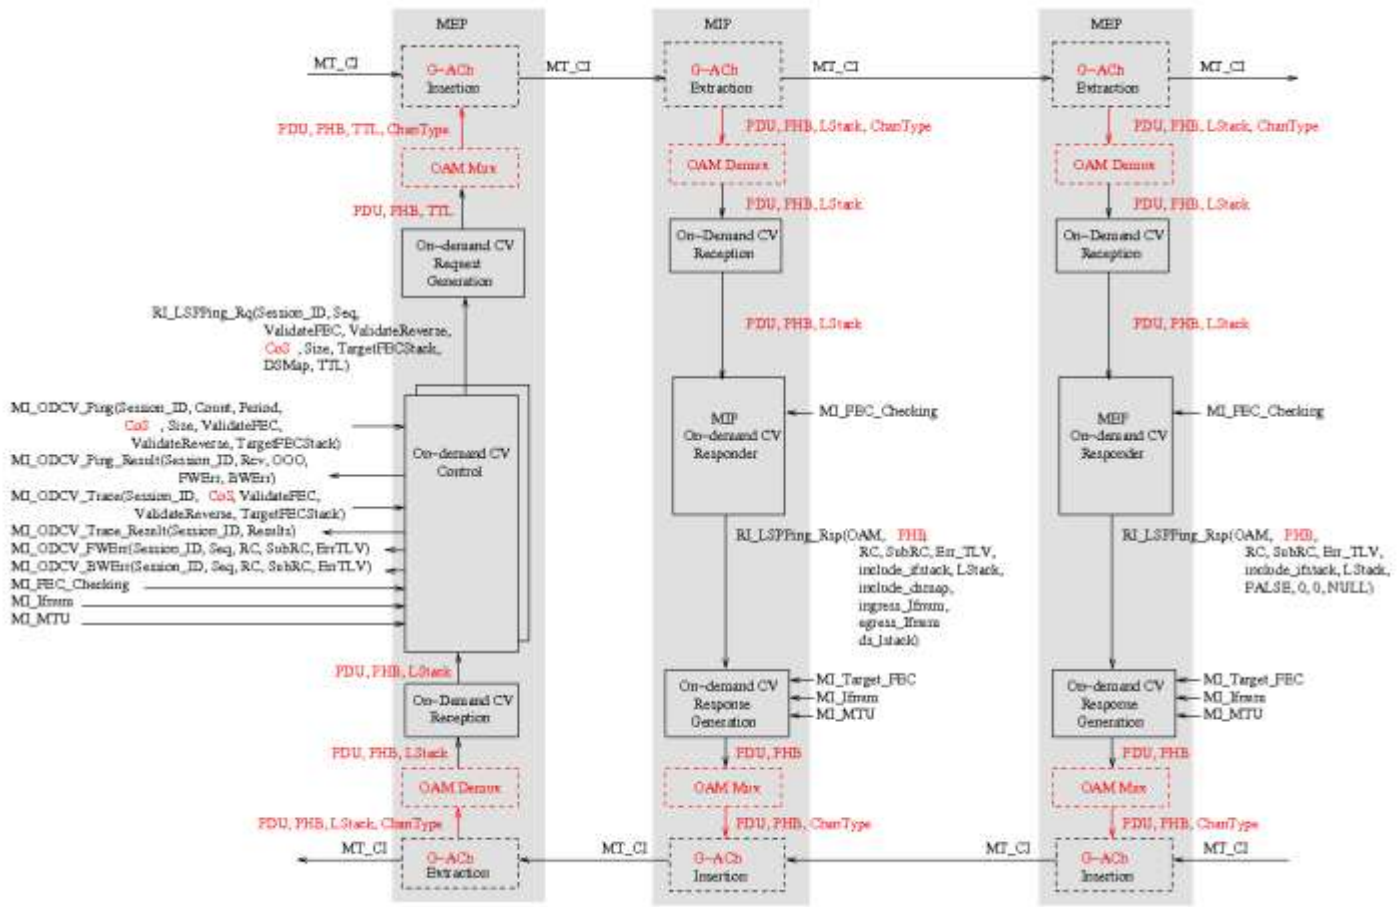 MEP
MIP
MEP
MT_CI
G-ACh
Insertion
MT_CI
G-ACh
Extraction
MT_CI
G-ACh
Extraction
MT_CI
PDU, PHB, TTL, ChanType
PDU, PHB, LStack, ChanType
PDU, PHB, LStack, ChanType
OAM Mux
OAM Demux
OAM Demux
PDU, PHB, TTL
PDU, PHB, LStack
PDU, PHB, LStack
On-demand CV
Request
Generation
On-Demand CV
Reception
On-Demand CV
Reception
RI_LSPPing_Rq(Session_ID, Seq,
ValidateFEC, ValidateReverse,
CoS , Size, TargetFECStack,
DSMap, TTL)
PDU, PHB, LStack
PDU, PHB, LStack
MI_ODCV_Ping(Session_ID, Count, Period,
CoS , Size, ValidateFEC,
ValidateReverse, TargetFECStack)
MI_ODCV_Ping_Result(Session_ID, Rcv, OOO,
FWErr, BWErr)
MI_ODCV_Trace(Session_ID, CoS, ValidateFEC,
ValidateReverse, TargetFECStack)
MI_ODCV_Trace_Result(Session_ID, Results)
MI_ODCV_FWErr(Session_ID, Seq, RC, SubRC, ErrTLV)
MI_ODCV_BWErr(Session_ID, Seq, RC, SubRC, ErrTLV)
MI_FEC_Checking
MI_Ifnum
MI_MTU
On-demand CV
Control
MIP
On-demand CV
Responder
MI_FEC_Checking
MEP
On-demand CV
Responder
MI_FEC_Checking
RI_LSPPing_Rsp(OAM, PHB,
RC, SubRC, Err_TLV,
include_ifstack, LStack,
include_dsmap,
ingress_Ifnum,
egress_Ifnum
ds_lstack)
RI_LSPPing_Rsp(OAM, PHB,
RC, SubRC, Err_TLV,
include_ifstack, LStack,
FALSE, 0, 0, NULL)
PDU, PHB, LStack
On-Demand CV
Reception
On-demand CV
Response
Generation
MI_Target_FEC
MI_Ifnum
MI_MTU
On-demand CV
Response
Generation
MI_Target_FEC
MI_Ifnum
MI_MTU
PDU, PHB, LStack
PDU, PHB
PDU, PHB
OAM Demux
OAM Mux
OAM Mux
PDU, PHB, LStack, ChanType
PDU, PHB, ChanType
PDU, PHB, ChanType
MT_CI
G-ACh
Extraction
MT_CI
G-ACh
Insertion
MT_CI
G-ACh
Insertion
MT_CI